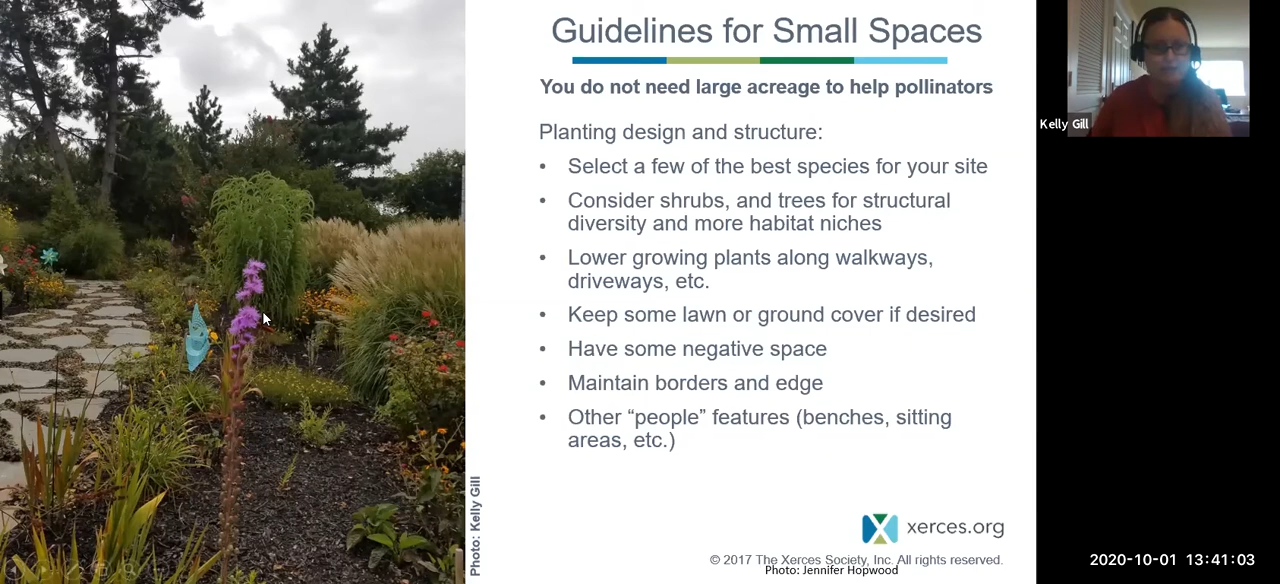 Guidelines for Small Spaces
You do not need large acreage to help pollinators
Planting design and structure:
• Select a few of the best species for your site
• Consider shrubs, and trees for structural
diversity and more habitat niches
• Lower growing plants along walkways,
driveways, etc.
• Keep some lawn or ground cover if desired
• Have some negative space
• Maintain borders and edge
• Other “people” features (benches, sitting
areas, etc.)
Photo: Kelly Gill
xerces.org
© 2017 The Xerces Society, Inc. All rights reserved.
Photo: Jennifer Hopwood
Kelly Gill
2020-10-01 13:41:03